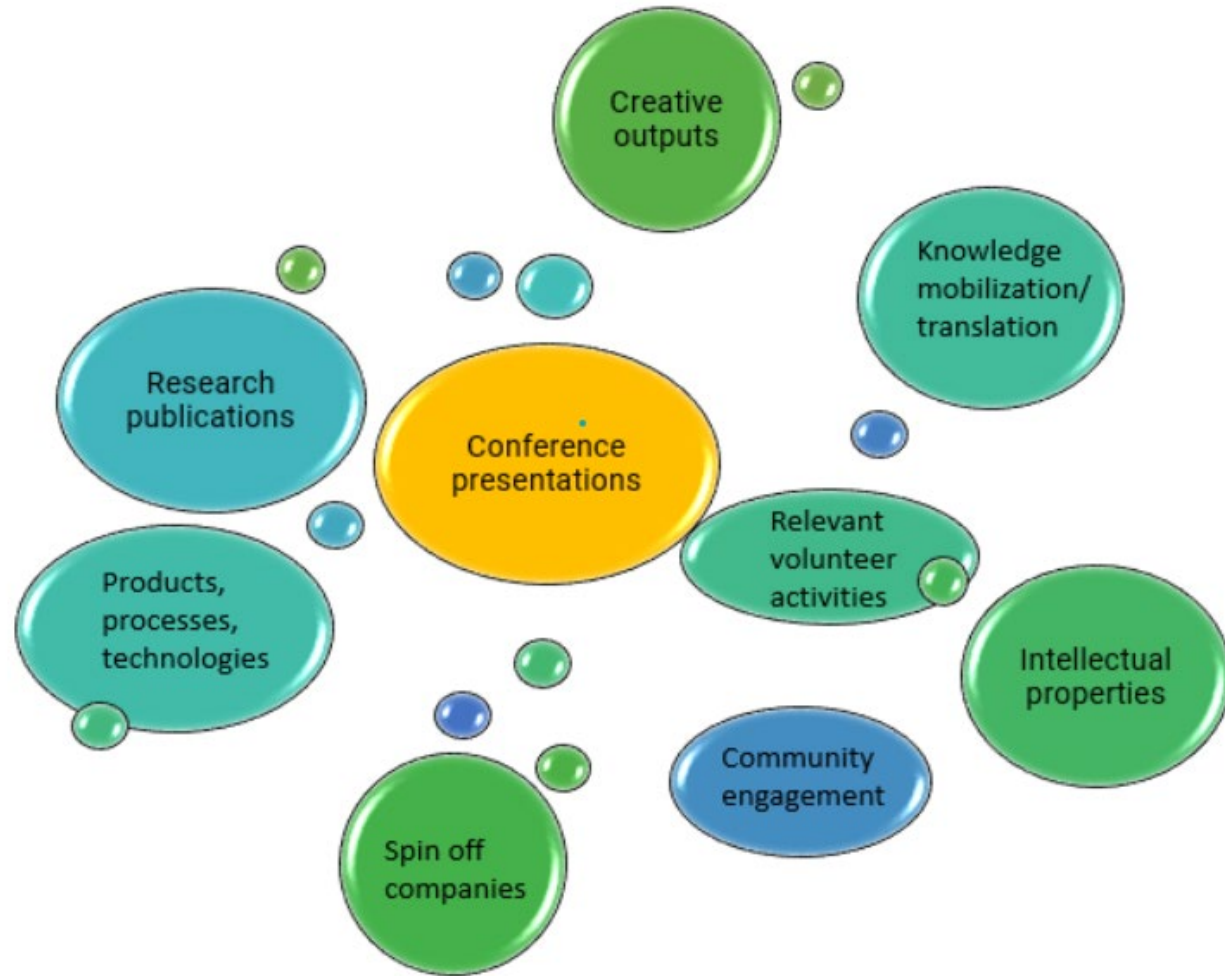 Creative
outputs
Knowledge
mobilization/
translation
Research
publications
Conference
presentations
Relevant
volunteer
activities
Products,
processes,
technologies
Intellectual
properties
Community
engagement
Spin off
companies